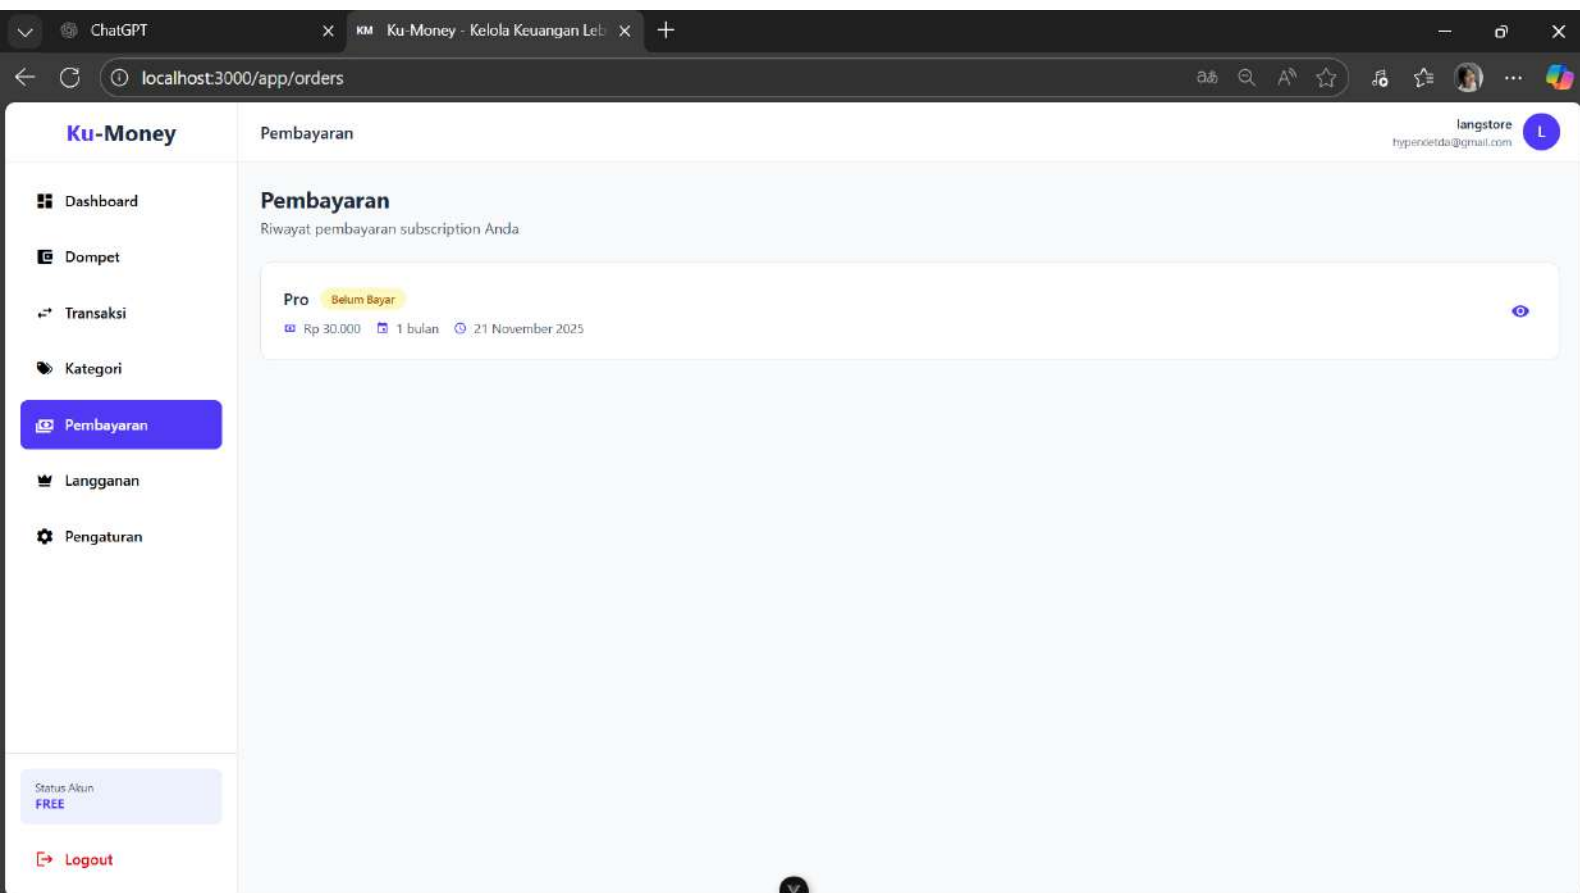 ChatGPT
KM Ku-Money - Kelola Keuangan Leb
localhost:3000/app/orders
Ku-Money
Pembayaran
langstore
L
Dashboard
Dompet
Transaksi
Kategori
Pembayaran
Langganan
Pengaturan
Pembayaran
Riwayat pembayaran subscription Anda
Pro Belum Bayar
Rp 30.000 1 bulan 21 November 2025
Status Akun
FREE
Logout